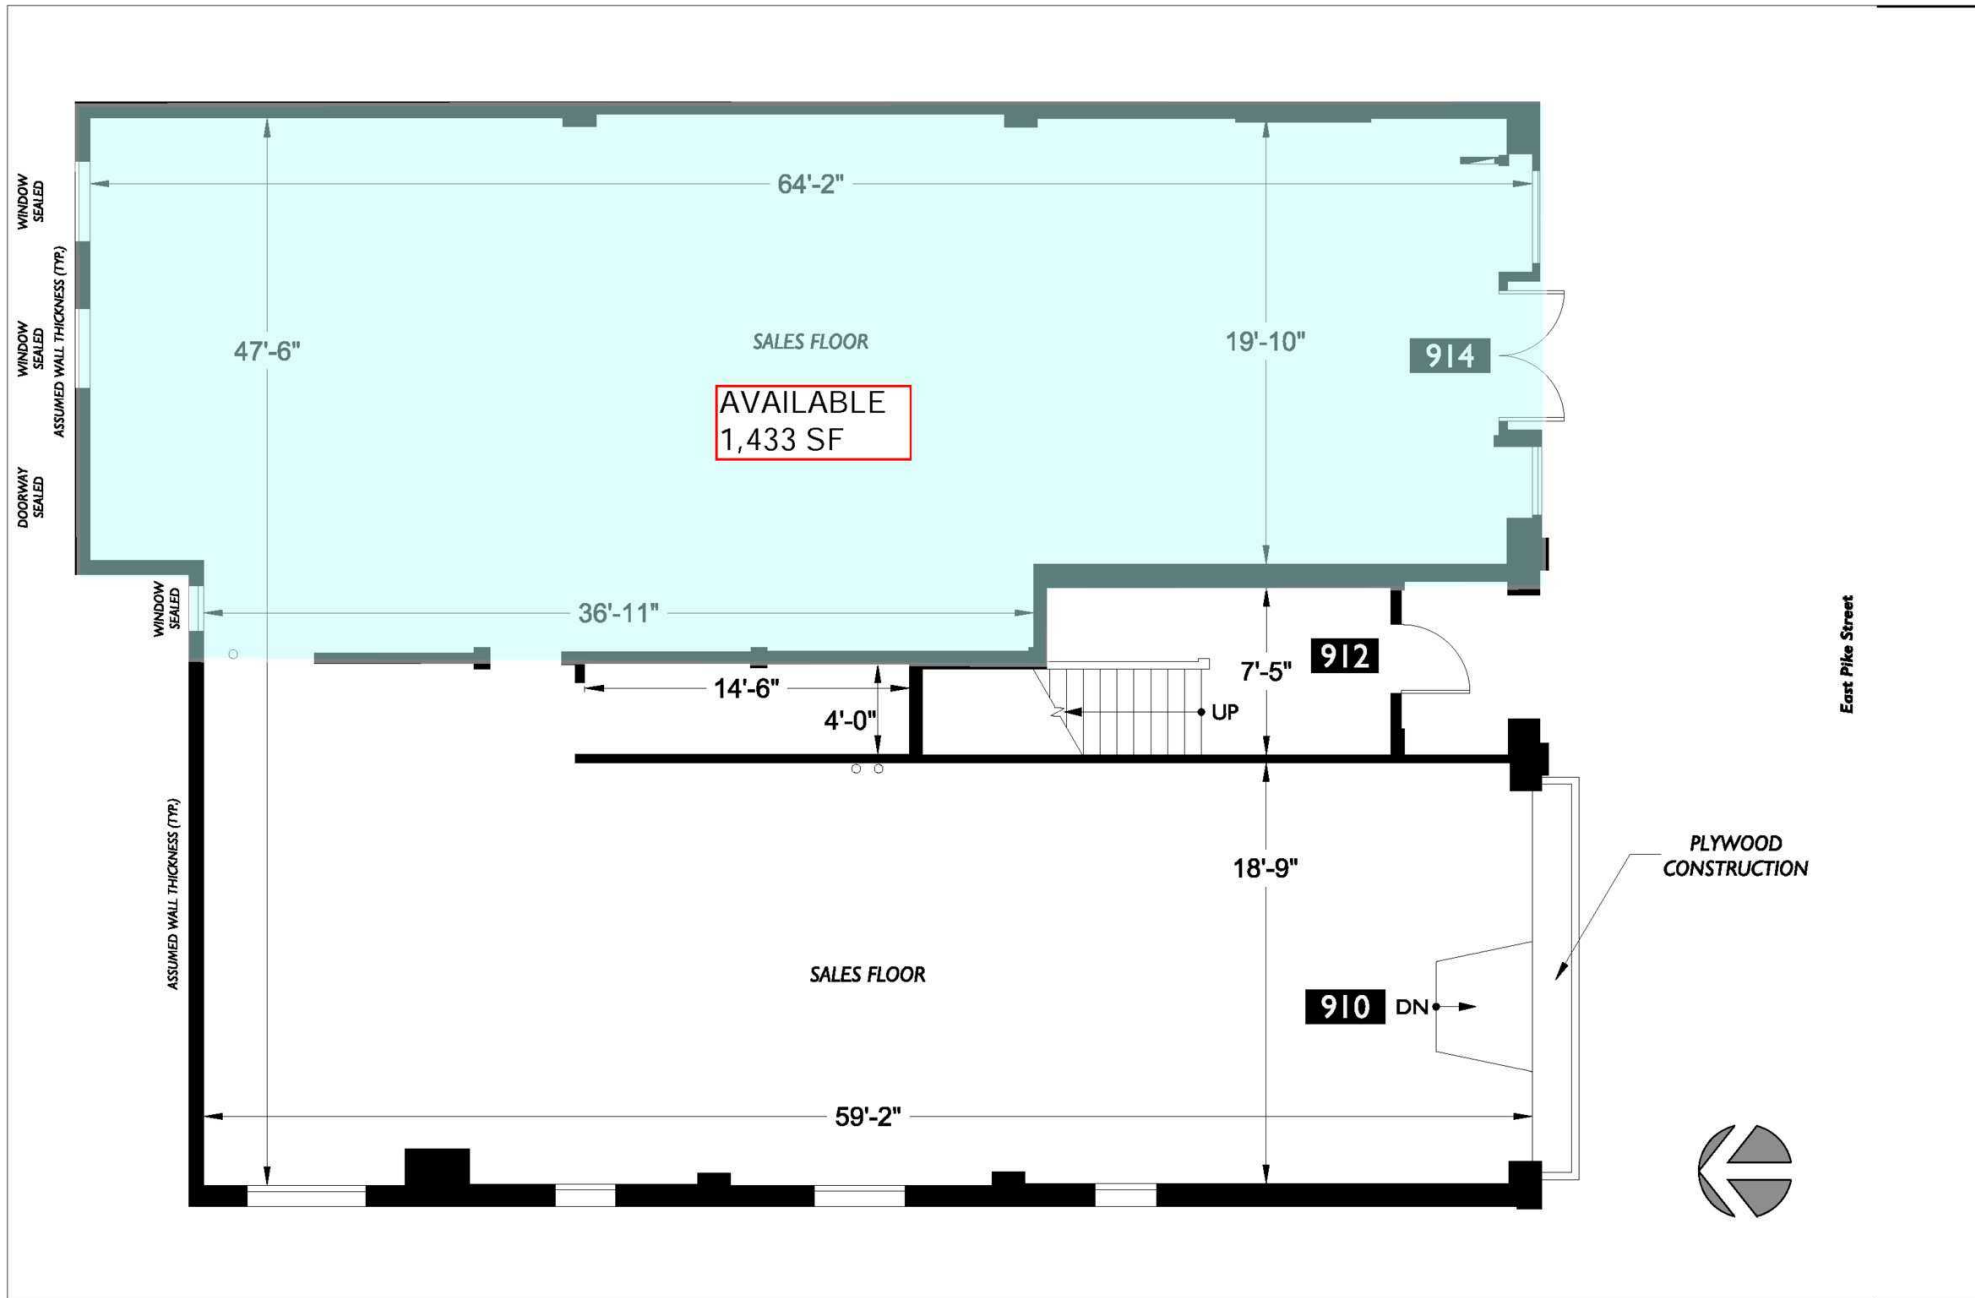 64'-2"
WINDOW
SEALED
ASSUMED WALL THICKNESS (TYP.)
WINDOW
SEALED
DOORWAY
SEALED
47'-6"
SALES FLOOR
19'-10"
914
AVAILABLE
1,433 SF
WINDOW
SEALED
36'-11"
912
7'-5"
14'-6"
4'-0"
UP
East Pike Street
ASSUMED WALL THICKNESS (TYP.)
18'-9"
PLYWOOD
CONSTRUCTION
SALES FLOOR
910
DN
59'-2"